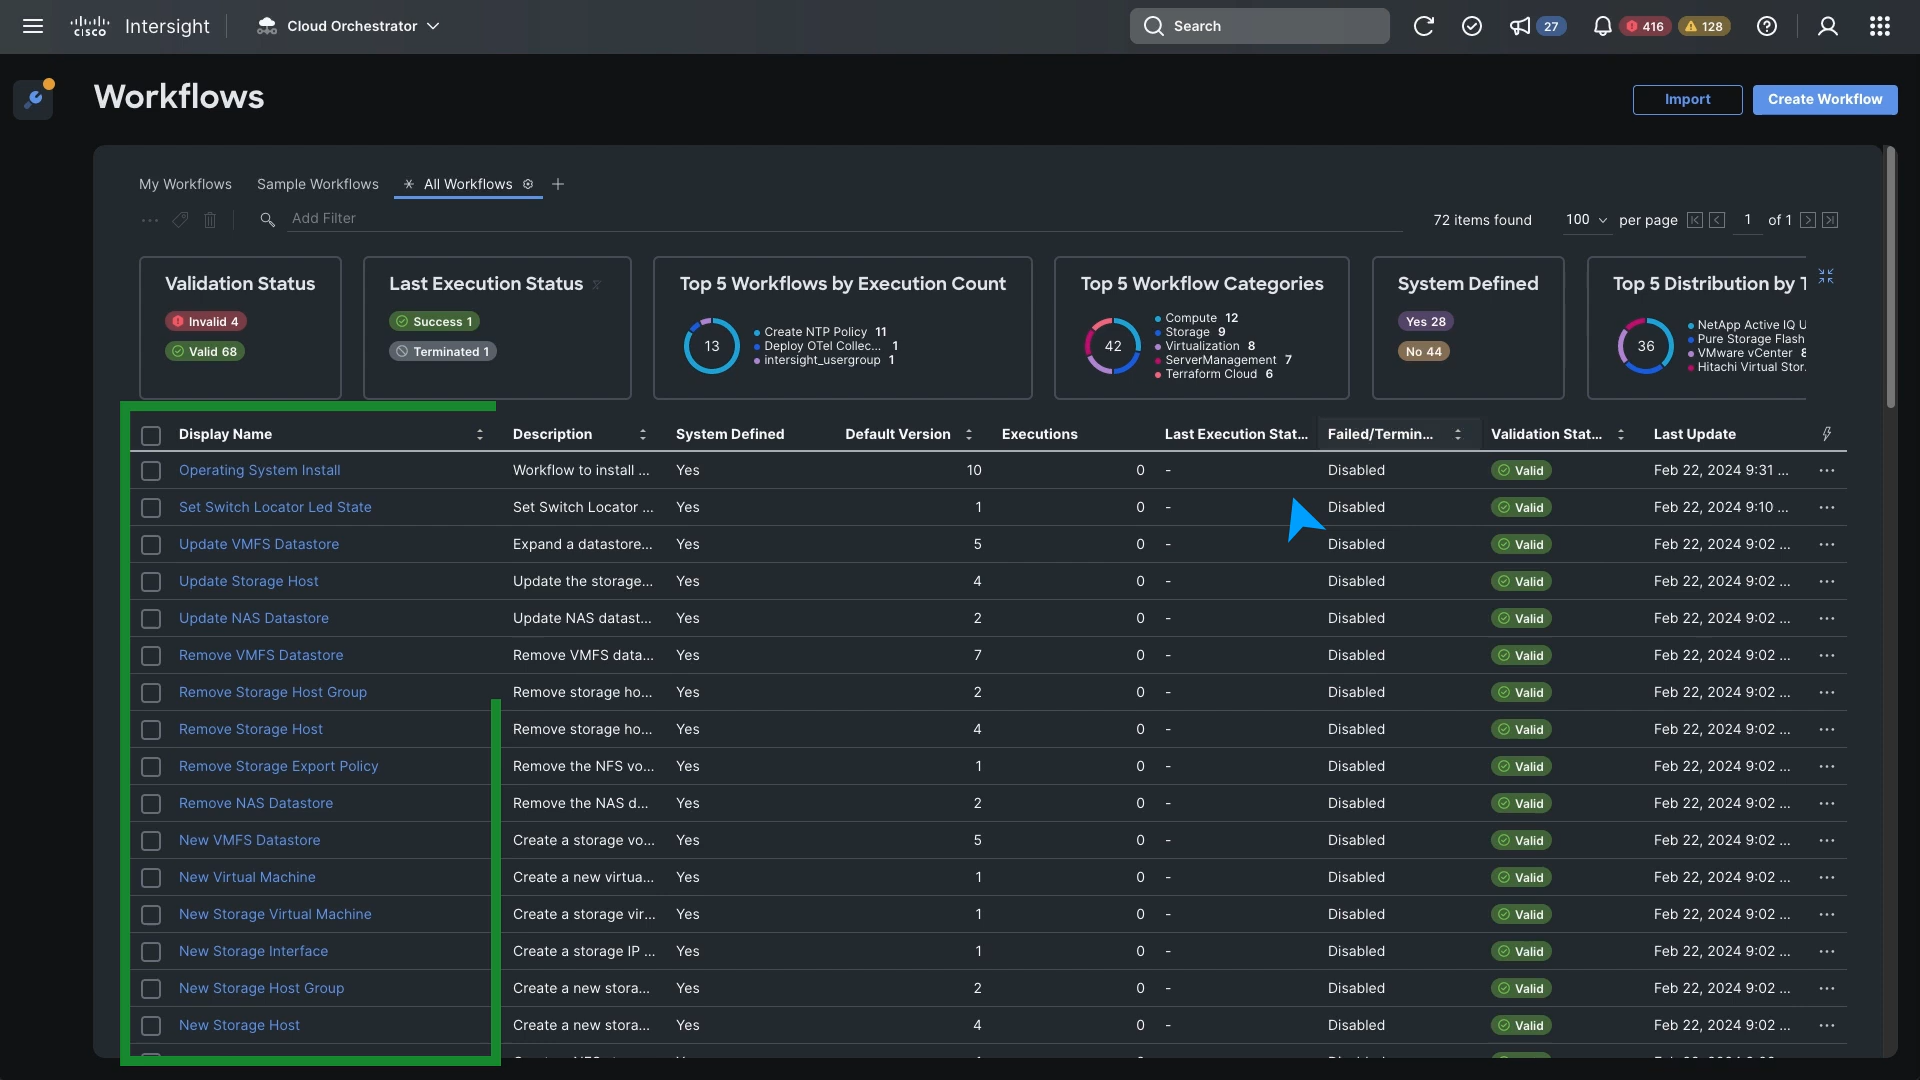 cisco Intersight Cloud Orchestrator Search 27 416 128
Workflows Import Create Workflow
My Workflows Sample Workflows All Workflows
Add Filter 72 items found 100 per page 1 of 1
Validation Status
Invalid 4
Valid 68
Last Execution Status
Success 1
Terminated 1
Top 5 Workflows by Execution Count
13
Create NTP Policy 11
Deploy OTel Collec... 1
intersight_usergroup 1
Top 5 Workflow Categories
42
Compute 12
Storage 9
Virtualization 8
ServerManagement 7
Terraform Cloud 6
System Defined
Yes 28
No 44
Top 5 Distribution by T
36
NetApp Active IQ U
Pure Storage Flash
VMware vCenter 8
Hitachi Virtual Stor.
Display Name Description System Defined Default Version Executions Last Execution Stat... Failed/Termin... Validation Stat... Last Update
Operating System Install Workflow to install ... Yes 10 0 - Disabled Valid Feb 22, 2024 9:31 ...
Set Switch Locator Led State Set Switch Locator ... Yes 1 0 - Disabled Valid Feb 22, 2024 9:10 ...
Update VMFS Datastore Expand a datastore... Yes 5 0 - Disabled Valid Feb 22, 2024 9:02 ...
Update Storage Host Update the storage... Yes 4 0 - Disabled Valid Feb 22, 2024 9:02 ...
Update NAS Datastore Update NAS datast... Yes 2 0 - Disabled Valid Feb 22, 2024 9:02 ...
Remove VMFS Datastore Remove VMFS data... Yes 7 0 - Disabled Valid Feb 22, 2024 9:02 ...
Remove Storage Host Group Remove storage ho... Yes 2 0 - Disabled Valid Feb 22, 2024 9:02 ...
Remove Storage Host Remove storage ho... Yes 4 0 - Disabled Valid Feb 22, 2024 9:02 ...
Remove Storage Export Policy Remove the NFS vo... Yes 1 0 - Disabled Valid Feb 22, 2024 9:02 ...
Remove NAS Datastore Remove the NAS d... Yes 2 0 - Disabled Valid Feb 22, 2024 9:02 ...
New VMFS Datastore Create a storage vo... Yes 5 0 - Disabled Valid Feb 22, 2024 9:02 ...
New Virtual Machine Create a new virtua... Yes 1 0 - Disabled Valid Feb 22, 2024 9:02 ...
New Storage Virtual Machine Create a storage vir... Yes 1 0 - Disabled Valid Feb 22, 2024 9:02 ...
New Storage Interface Create a storage IP ... Yes 1 0 - Disabled Valid Feb 22, 2024 9:02 ...
New Storage Host Group Create a new stora... Yes 2 0 - Disabled Valid Feb 22, 2024 9:02 ...
New Storage Host Create a new stora... Yes 4 0 - Disabled Valid Feb 22, 2024 9:02 ...